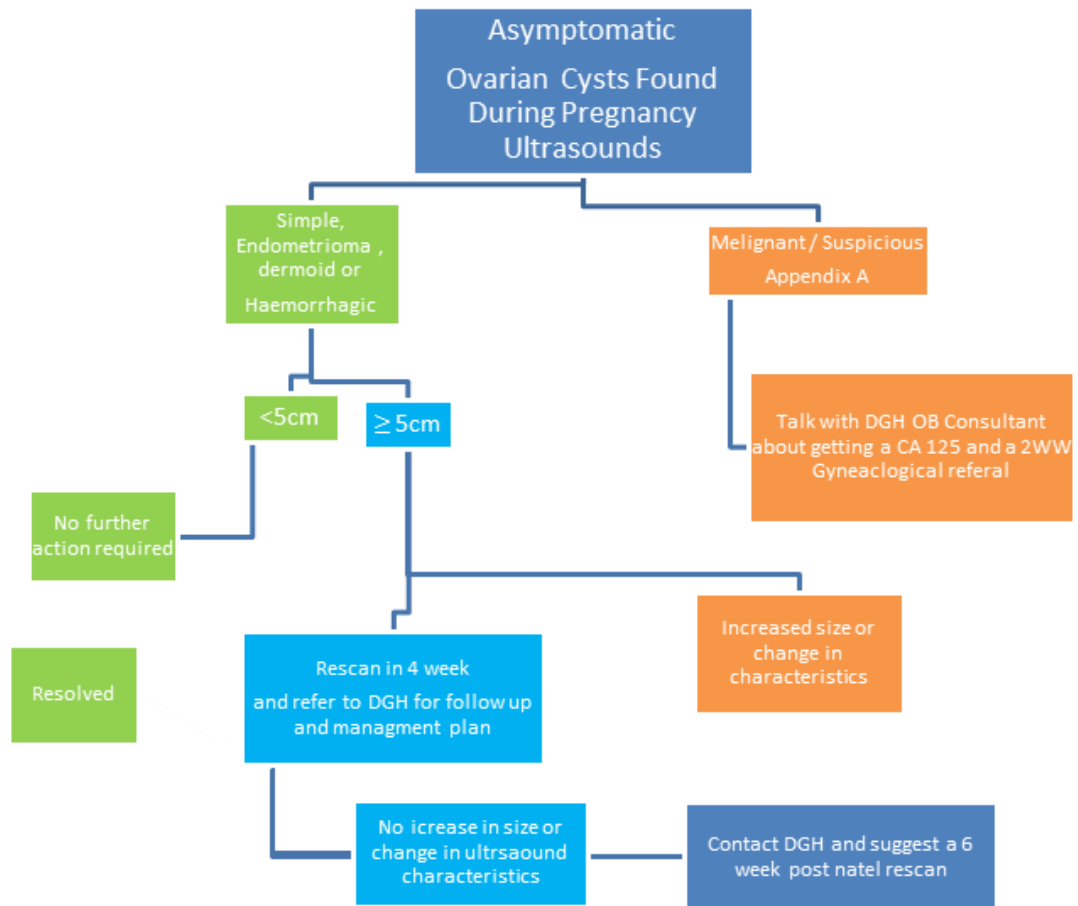 Asymptomatic
Ovarian Cysts Found
During Pregnancy
Ultrasounds
Simple,
Endometrioma ,
dermoid or
Haemorrhagic
Melignant / Suspicious
Appendix A
<5cm
≥ 5cm
Talk with DGH OB Consultant
about getting a CA 125 and a 2WW
Gyneaclogical referal
No further
action required
Increased size or
change in
characteristics
Rescan in 4 week
and refer to DGH for follow up
and managment plan
Resolved
No icrease in size or
change in ultrsaound
characteristics
Contact DGH and suggest a 6
week post natel rescan